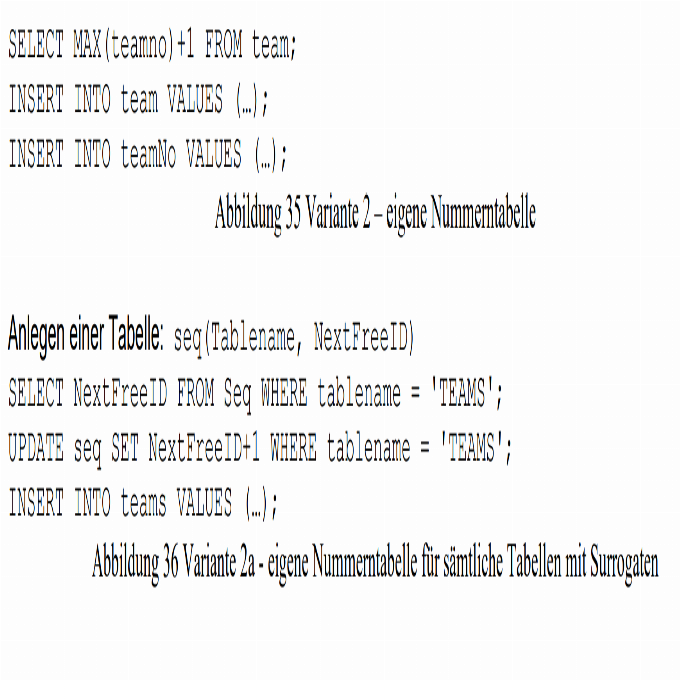 SELECT MAX(teamno)+1 FROM team;
INSERT INTO team VALUES (…);
INSERT INTO teamNo VALUES (…);
Abbildung 35 Variante 2 – eigene Nummerntabelle
Anlegen einer Tabelle: seq(Tablename, NextFreeID)
SELECT NextFreeID FROM Seq WHERE tablename = 'TEAMS';
UPDATE seq SET NextFreeID+1 WHERE tablename = 'TEAMS';
INSERT INTO teams VALUES (…);
Abbildung 36 Variante 2a - eigene Nummerntabelle für sämtliche Tabellen mit Surrogaten